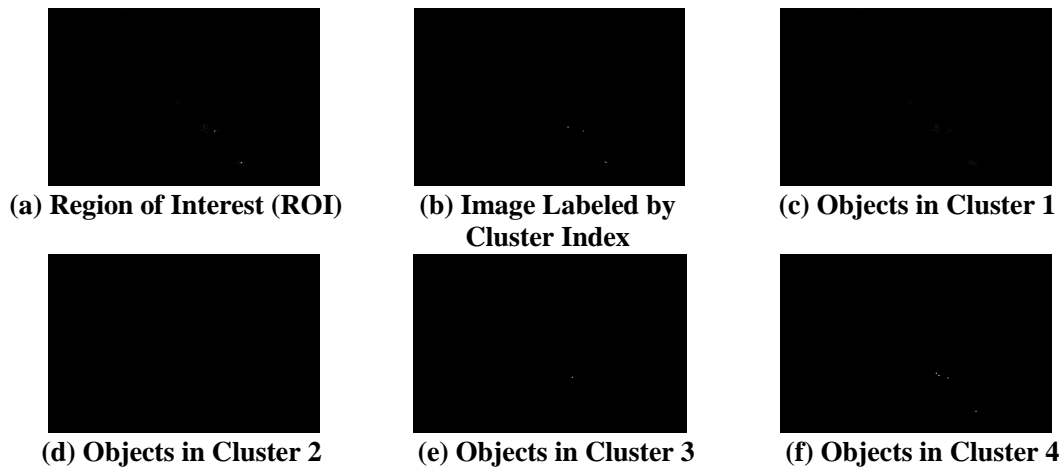 (a) Region of Interest (ROI)
(b) Image Labeled by
Cluster Index
(c) Objects in Cluster 1
(d) Objects in Cluster 2
(e) Objects in Cluster 3
(f) Objects in Cluster 4